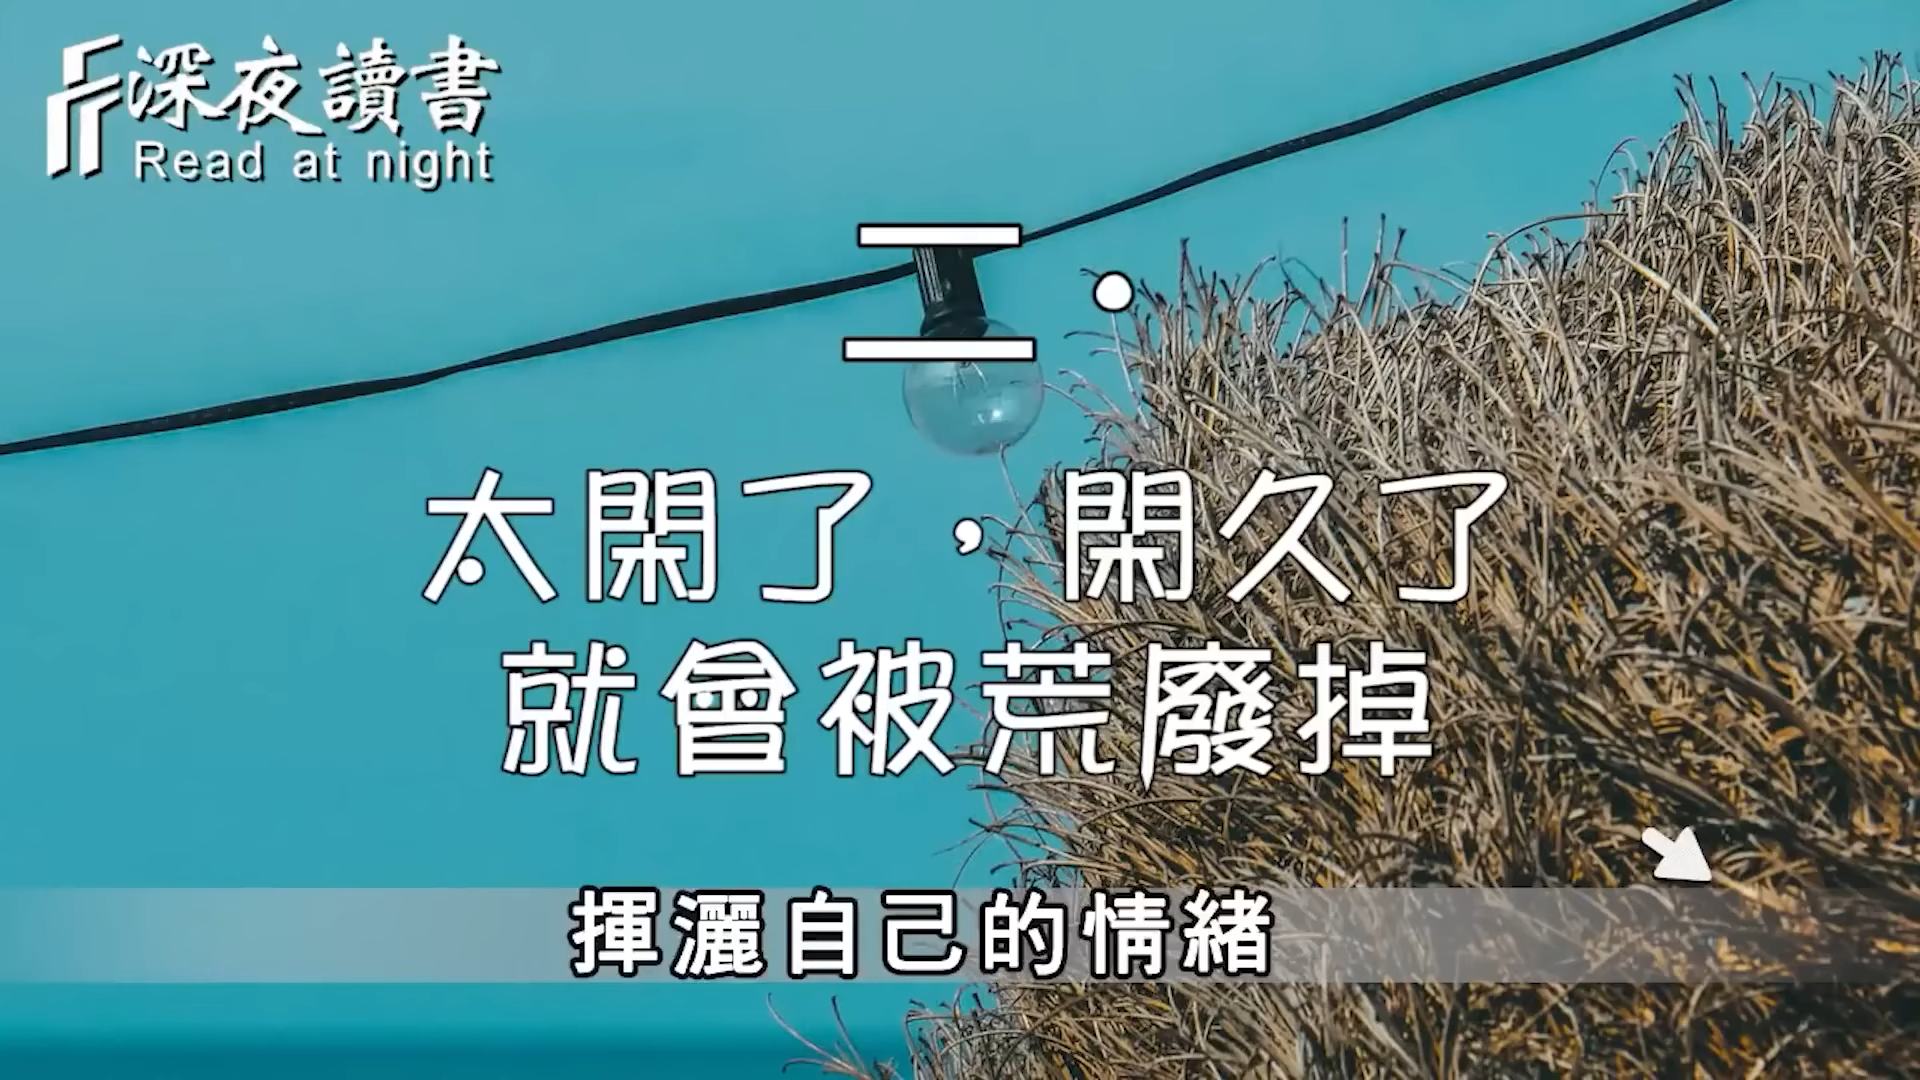 深夜讀書
Read at night
二.
太閑了，閑久了
就會被荒廢掉
揮灑自己的情緒